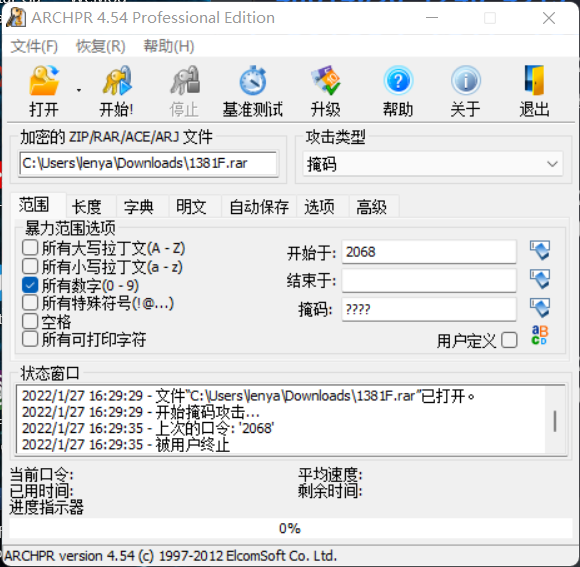 ARCHPR 4.54 Professional Edition
文件(F) 恢复(R) 帮助(H)
打开 开始! 停止 基准测试 升级 帮助 关于 退出
加密的 ZIP/RAR/ACE/ARJ 文件 攻击类型
C:\Users\lenya\Downloads\1381F.rar 掩码
范围 长度 字典 明文 自动保存 选项 高级
暴力范围选项
所有大写拉丁文(A - Z)
所有小写拉丁文(a - z)
所有数字(0 - 9)
所有特殊符号(!@...)
空格
所有可打印字符
开始于: 2068
结束于:
掩码: ????
用户定义
状态窗口
2022/1/27 16:29:29 - 文件“C:\Users\lenya\Downloads\1381F.rar”已打开。
2022/1/27 16:29:29 - 开始掩码攻击...
2022/1/27 16:29:35 - 上次的口令: '2068'
2022/1/27 16:29:35 - 被用户终止
当前口令: 平均速度:
已用时间: 剩余时间:
进度指示器
0%
ARCHPR version 4.54 (c) 1997-2012 ElcomSoft Co. Ltd.